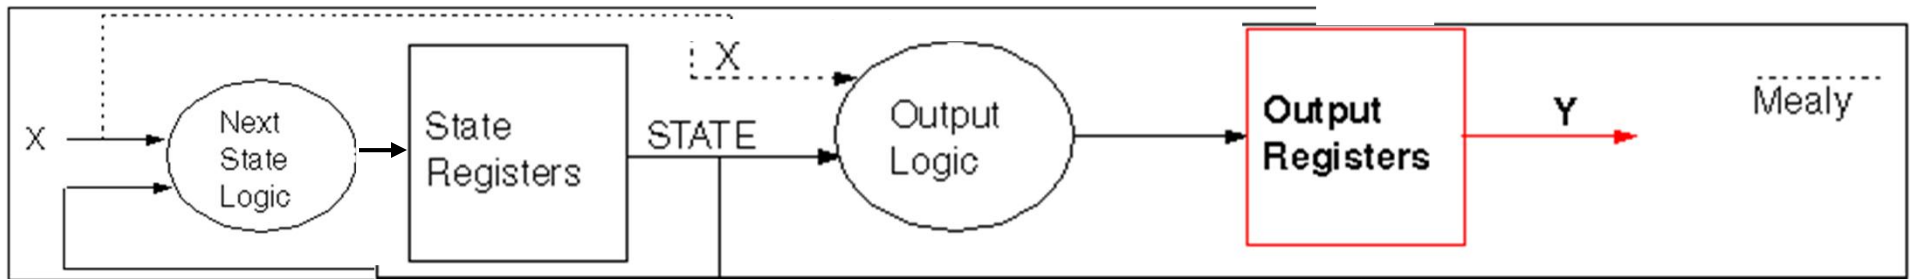 X
Next
State
Logic
State
Registers
STATE
X
Output
Logic
Output
Registers
Y
Mealy